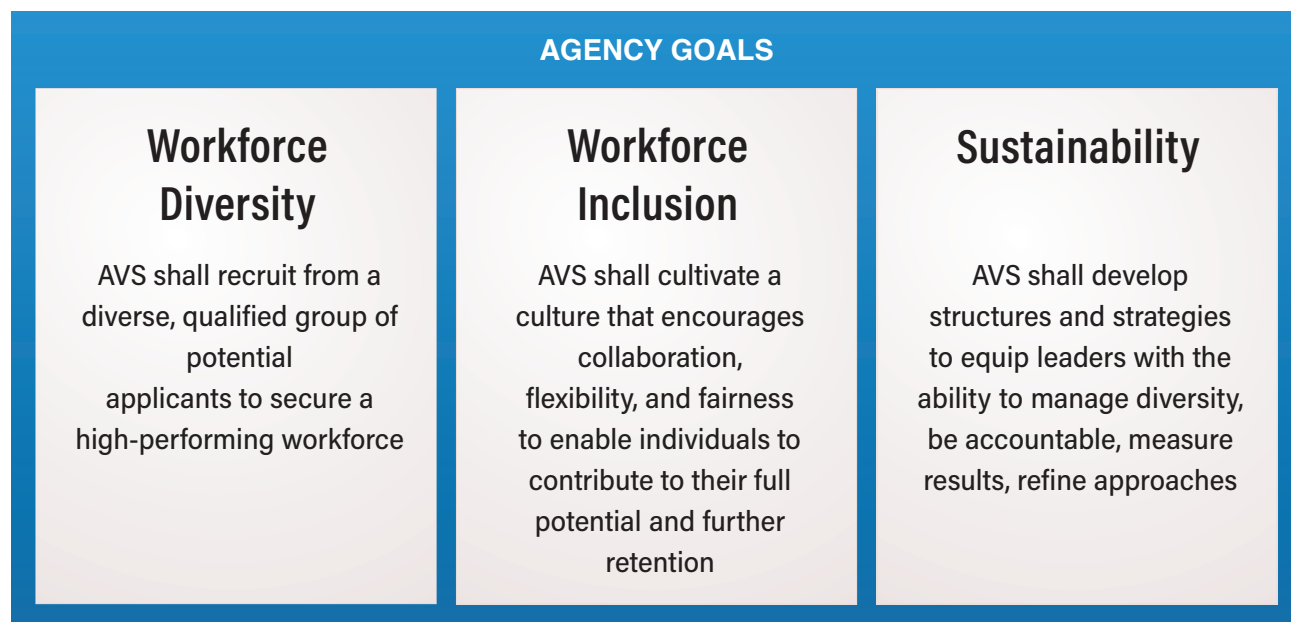 AGENCY GOALS
Workforce
Diversity
AVS shall recruit from a
diverse, qualified group of
potential
applicants to secure a
high-performing workforce
Workforce
Inclusion
AVS shall cultivate a
culture that encourages
collaboration,
flexibility, and fairness
to enable individuals to
contribute to their full
potential and further
retention
Sustainability
AVS shall develop
structures and strategies
to equip leaders with the
ability to manage diversity,
be accountable, measure
results, refine approaches